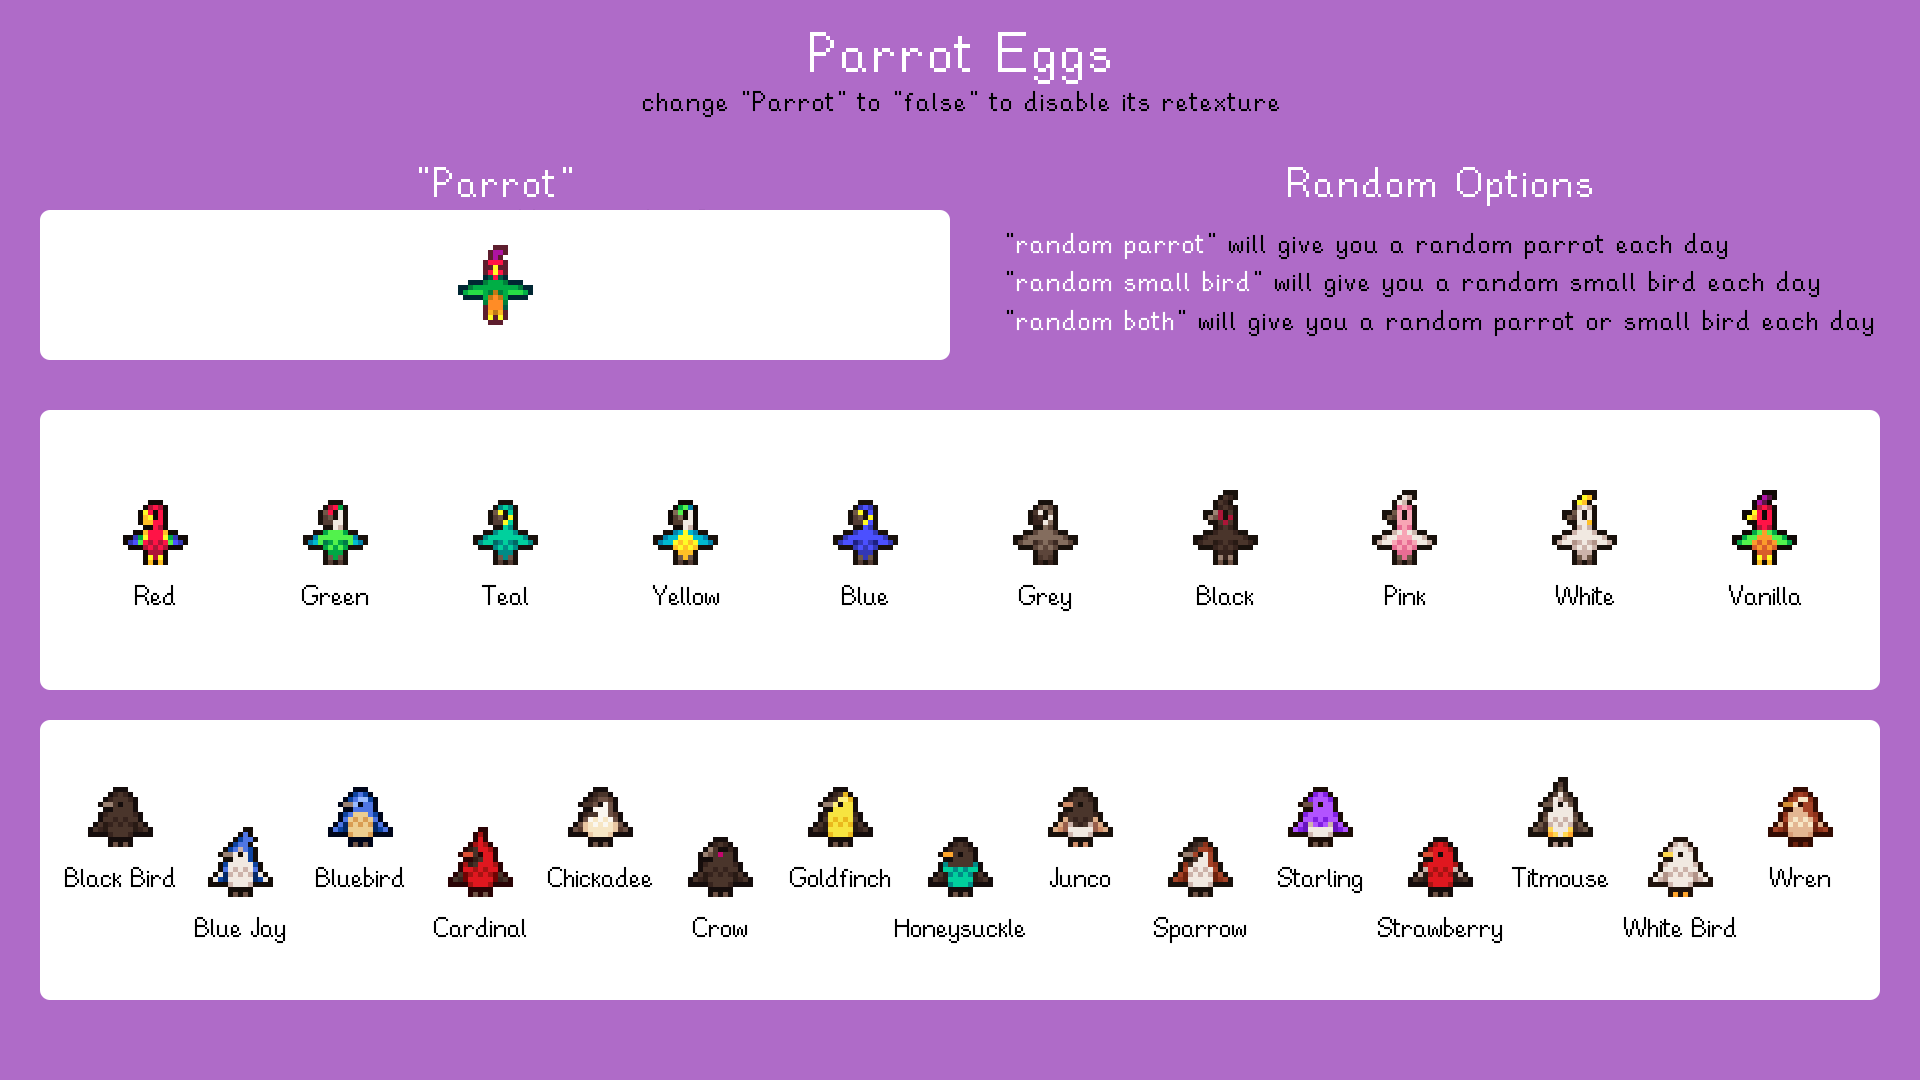 Parrot Eggs
change "Parrot" to "false" to disable its retexture
"Parrot"
Random Options
"random parrot" will give you a random parrot each day
"random small bird" will give you a random small bird each day
"random both" will give you a random parrot or small bird each day
Red Green Teal Yellow Blue Grey Black Pink White Vanilla
Black Bird Bluebird Chickadee Goldfinch Junco Starling Titmouse Wren
Blue Jay Cardinal Crow Honeysuckle Sparrow Strawberry White Bird